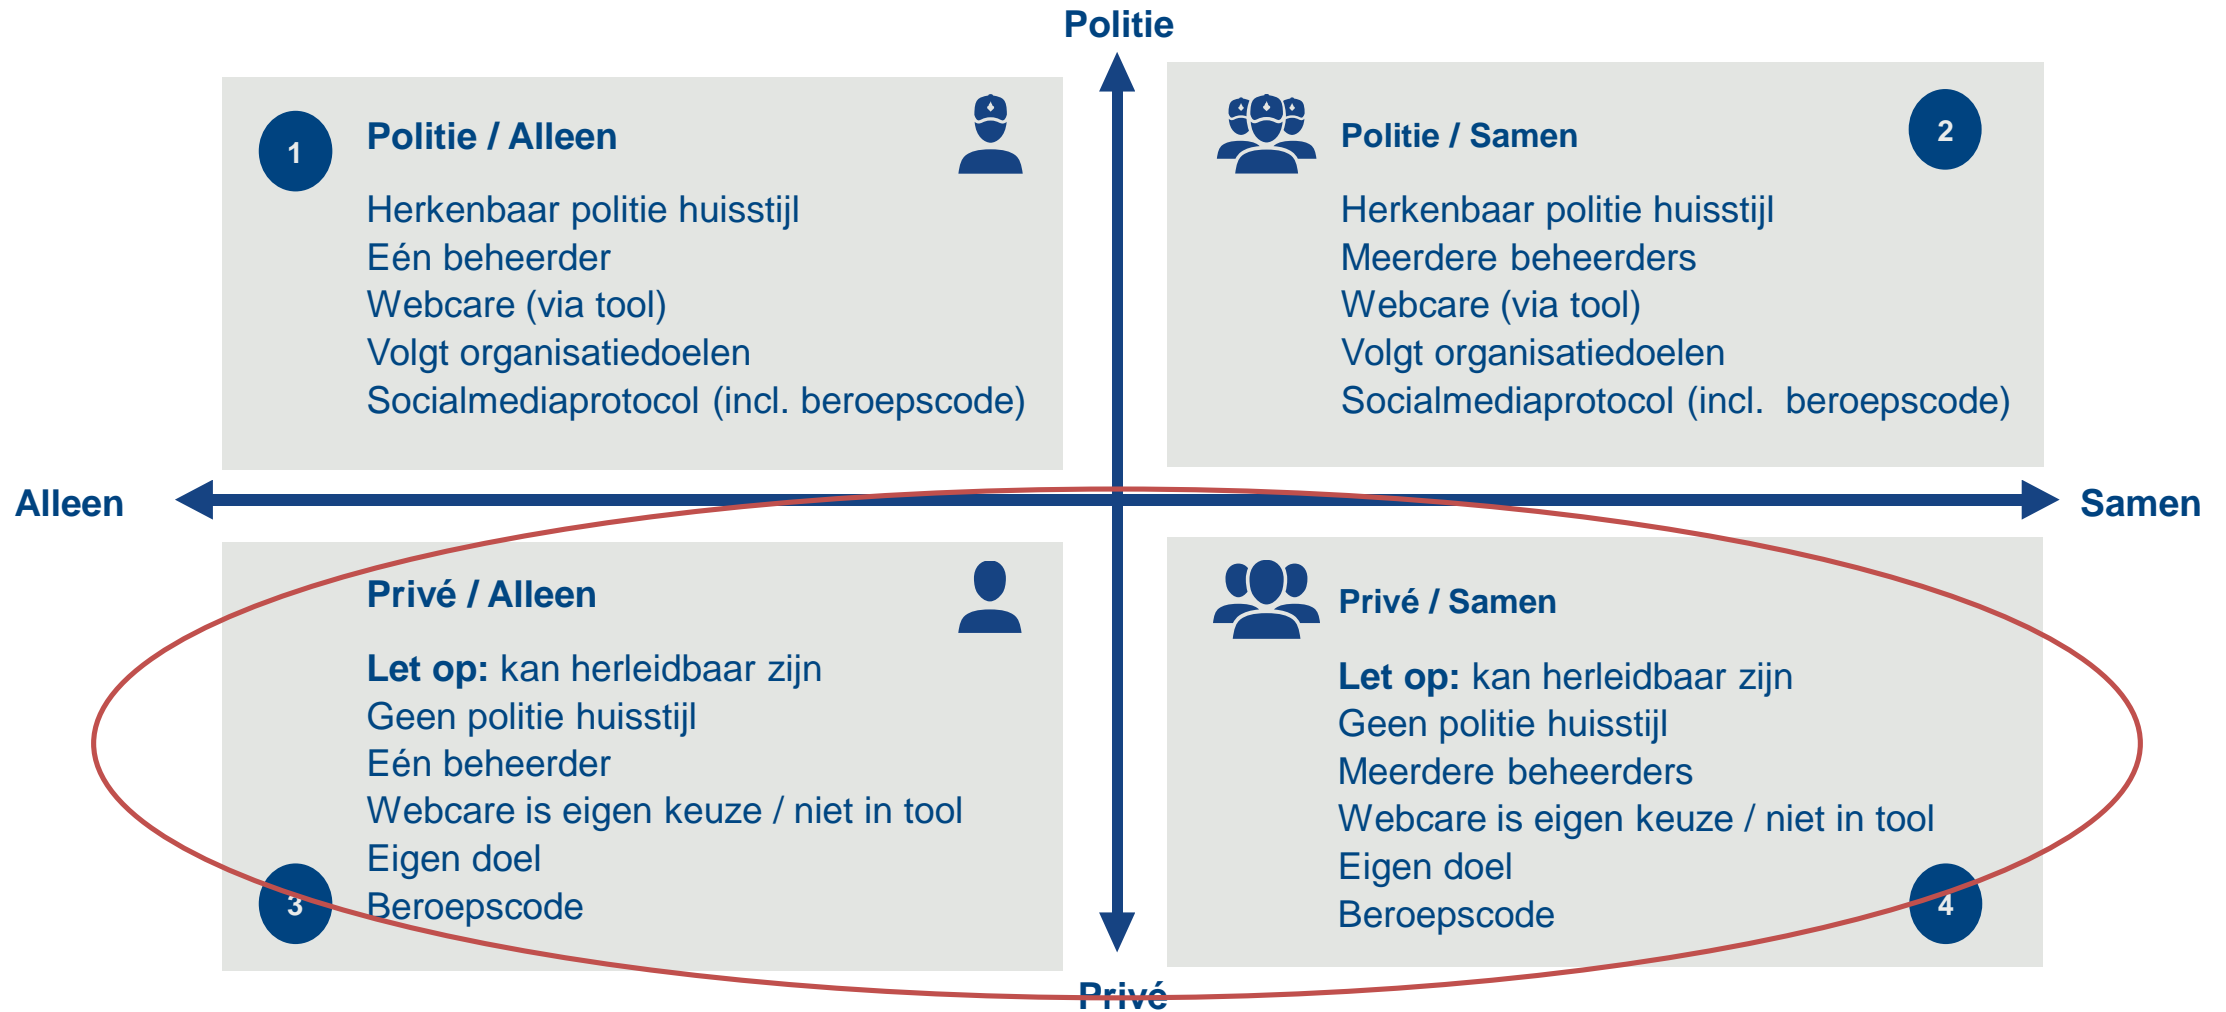 Politie
1
Politie / Alleen
Herkenbaar politie huisstijl
Eén beheerder
Webcare (via tool)
Volgt organisatiedoelen
Socialmediaprotocol (incl. beroepscode)
Politie / Samen
2
Herkenbaar politie huisstijl
Meerdere beheerders
Webcare (via tool)
Volgt organisatiedoelen
Socialmediaprotocol (incl. beroepscode)
Alleen
Samen
Privé / Alleen
Let op: kan herleidbaar zijn
Geen politie huisstijl
Eén beheerder
Webcare is eigen keuze / niet in tool
Eigen doel
3
Beroepscode
Privé / Samen
Let op: kan herleidbaar zijn
Geen politie huisstijl
Meerdere beheerders
Webcare is eigen keuze / niet in tool
Eigen doel
Beroepscode
4
Privé